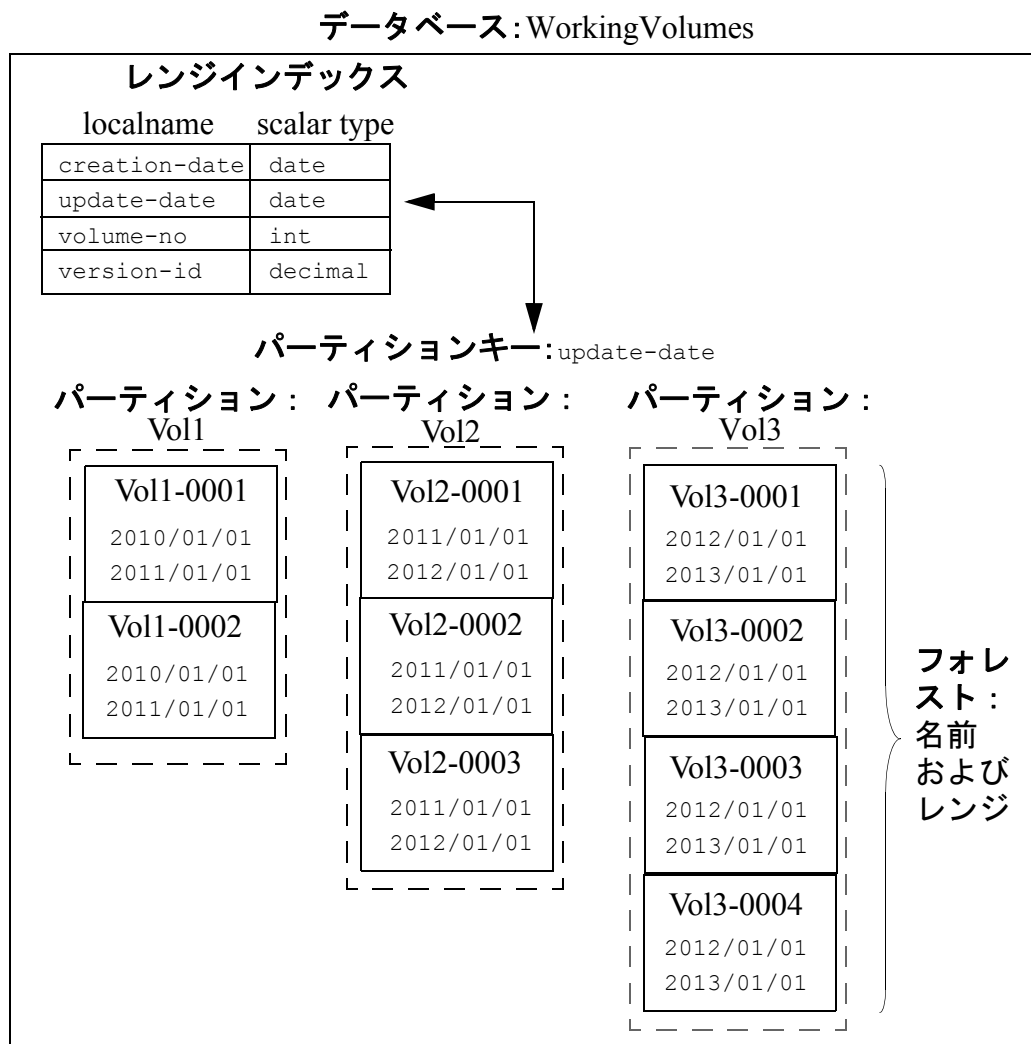 データベース：WorkingVolumes
レンジインデックス
localname scalar type
creation-date date
update-date date
volume-no int
version-id decimal
パーティションキー：update-date
パーティション：
Vol1
Vol1-0001
2010/01/01
2011/01/01
Vol1-0002
2010/01/01
2011/01/01
パーティション：
Vol2
Vol2-0001
2011/01/01
2012/01/01
Vol2-0002
2011/01/01
2012/01/01
Vol2-0003
2011/01/01
2012/01/01
パーティション：
Vol3
Vol3-0001
2012/01/01
2013/01/01
Vol3-0002
2012/01/01
2013/01/01
Vol3-0003
2012/01/01
2013/01/01
Vol3-0004
2012/01/01
2013/01/01
フォレ
スト：
名前
および
レンジ